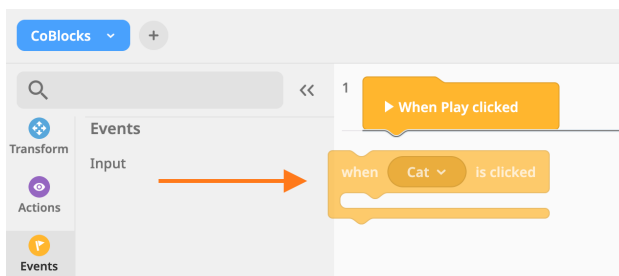 CoBlocks
+
1
When Play clicked
Events
Transform
Input
when Cat is clicked
Actions
Events